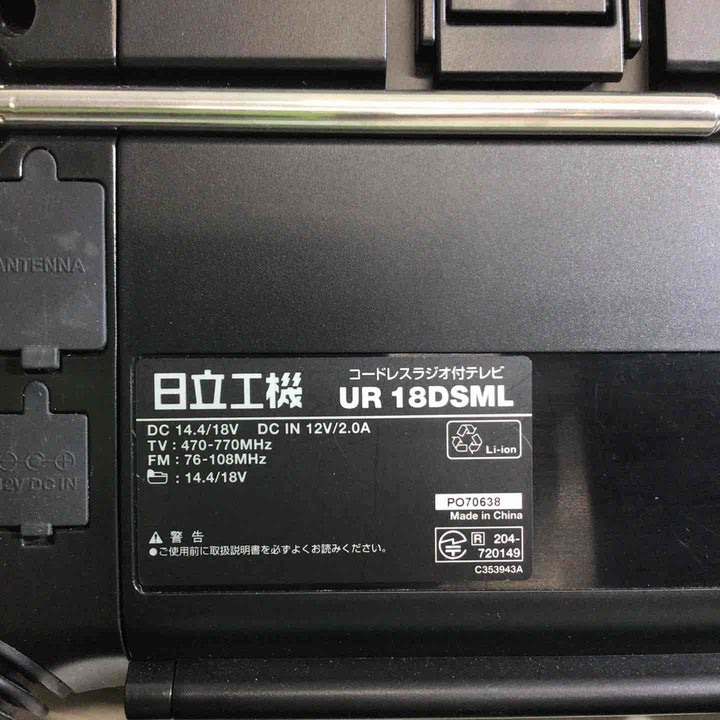 ANTENNA
12V DC IN
日立工機
コードレスラジオ付テレビ
UR 18DSML
DC 14.4/18V DC IN 12V/2.0A
TV : 470-770MHz
FM : 76-108MHz
: 14.4/18V
Li-ion
PO70638
Made in China
R 204-
720149
C353943A
⚠ 警告
●ご使用前に取扱説明書を必ずよくお読みください。